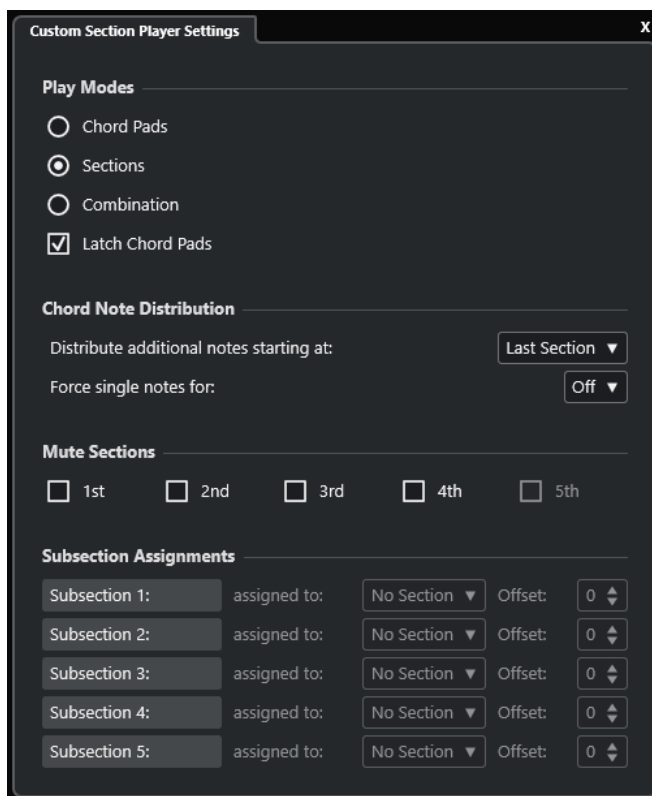 Custom Section Player Settings X
Play Modes
Chord Pads
Sections
Combination
Latch Chord Pads
Chord Note Distribution
Distribute additional notes starting at: Last Section
Force single notes for: Off
Mute Sections
1st 2nd 3rd 4th 5th
Subsection Assignments
Subsection 1: assigned to: No Section Offset: 0
Subsection 2: assigned to: No Section Offset: 0
Subsection 3: assigned to: No Section Offset: 0
Subsection 4: assigned to: No Section Offset: 0
Subsection 5: assigned to: No Section Offset: 0